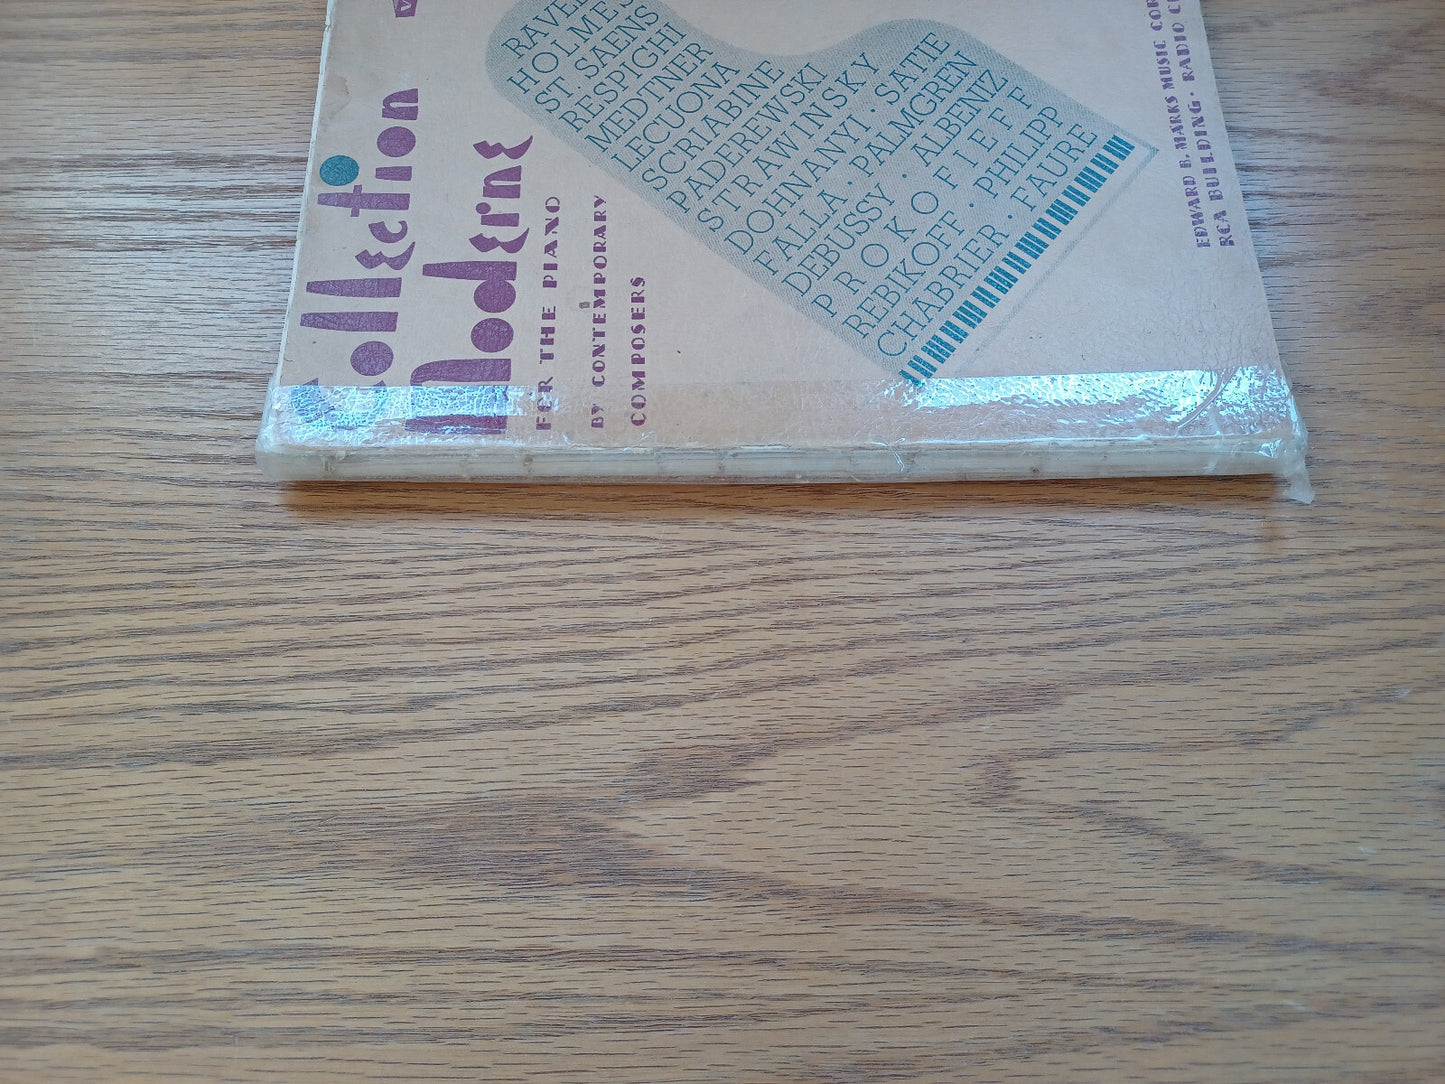 Collection
Moderne
FOR THE PIANO
BY CONTEMPORARY
COMPOSERS
HOLMES
ST. SAENS
RESPIGHI
MEDTNER
LECUONA
SCRIABINE
PADEREWSKI
STRAWINSKY
DOHNANYI · SATIE
FALLA · PALMGREN
DEBUSSY · ALBENIZ
PROKOFIEFF
REBIKOFF · PHILIPP
CHABRIER · FAURE
EDWARD B. MARKS MUSIC
RCA BUILDING · RADIO